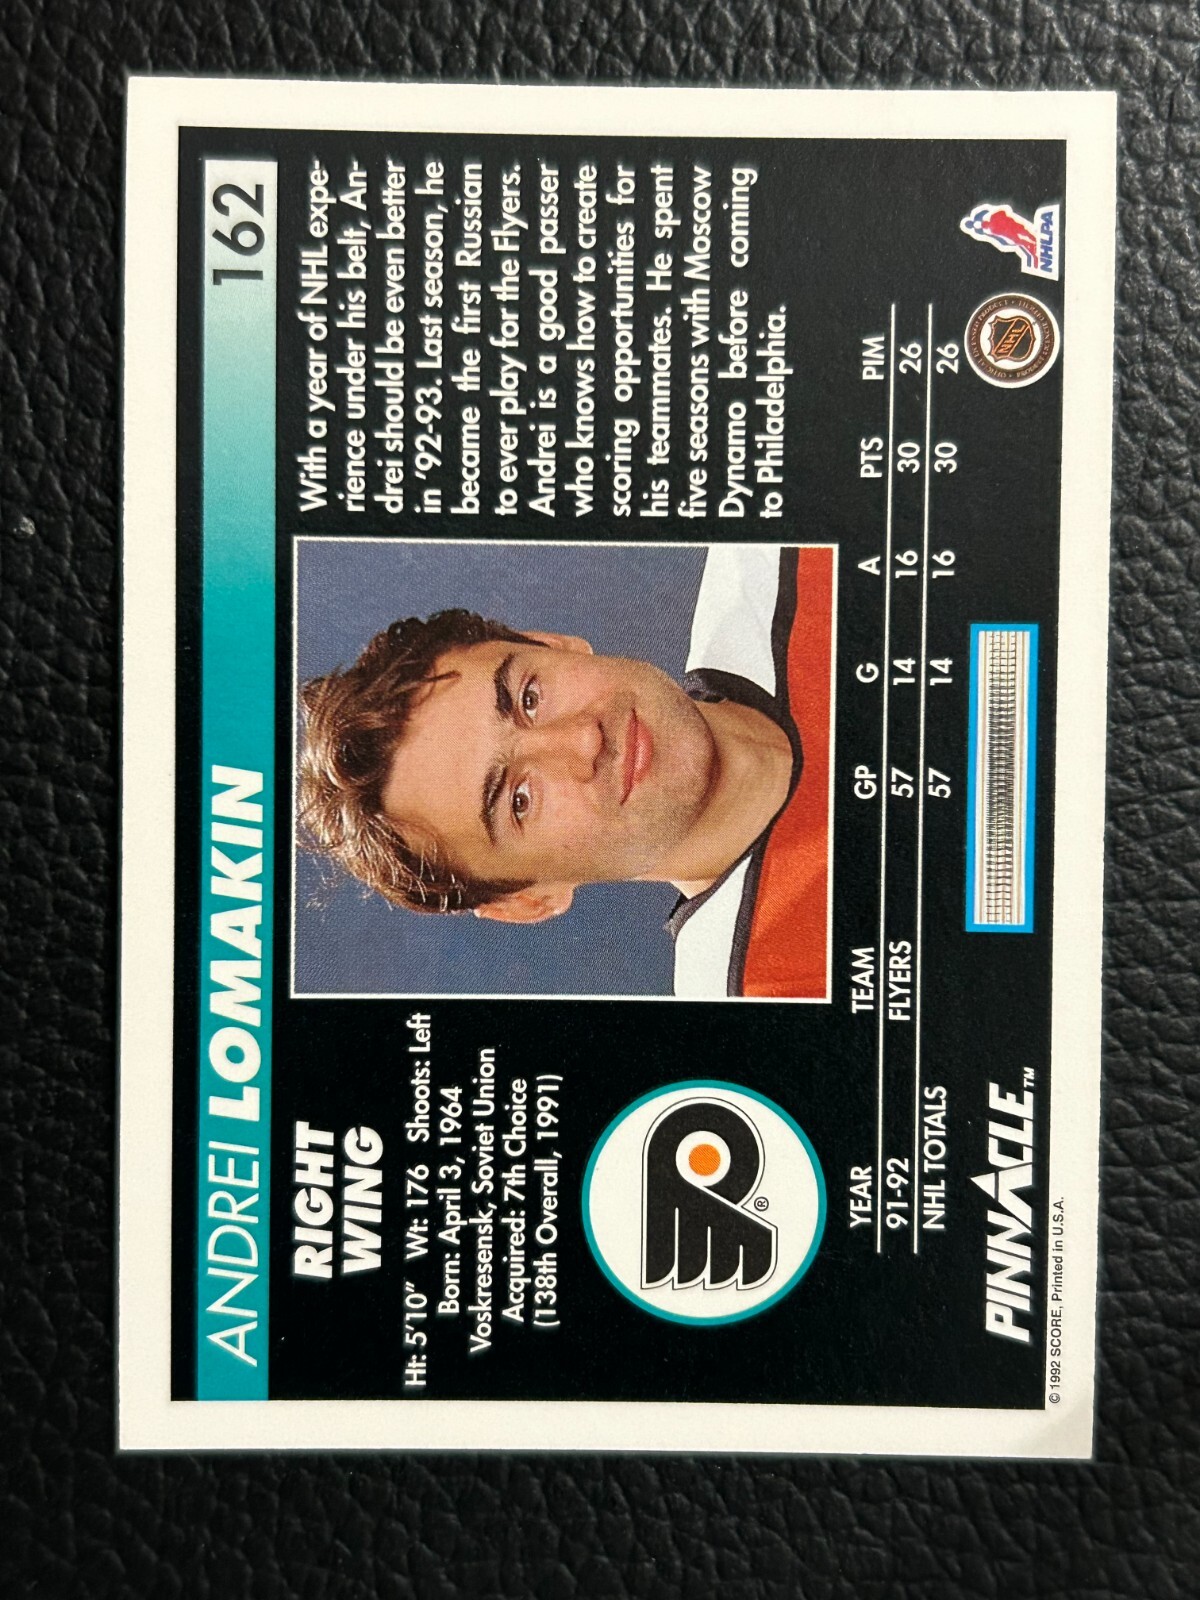 ANDREI LOMAKIN 162
RIGHT
WING
Ht: 5'10" Wt: 176 Shoots: Left
Born: April 3, 1964
Voskresensk, Soviet Union
Acquired: 7th Choice
(138th Overall, 1991)
®
With a year of NHL expe-
rience under his belt, An-
drei should be even better
in '92-93. Last season, he
became the first Russian
to ever play for the Flyers.
Andrei is a good passer
who knows how to create
scoring opportunities for
his teammates. He spent
five seasons with Moscow
Dynamo before coming
to Philadelphia.
YEAR TEAM GP G A PTS PIM
91-92 FLYERS 57 14 16 30 26
NHL TOTALS 57 14 16 30 26
PINNACLE™
NHL
NHLPA
© 1992 SCORE, Printed in U.S.A.